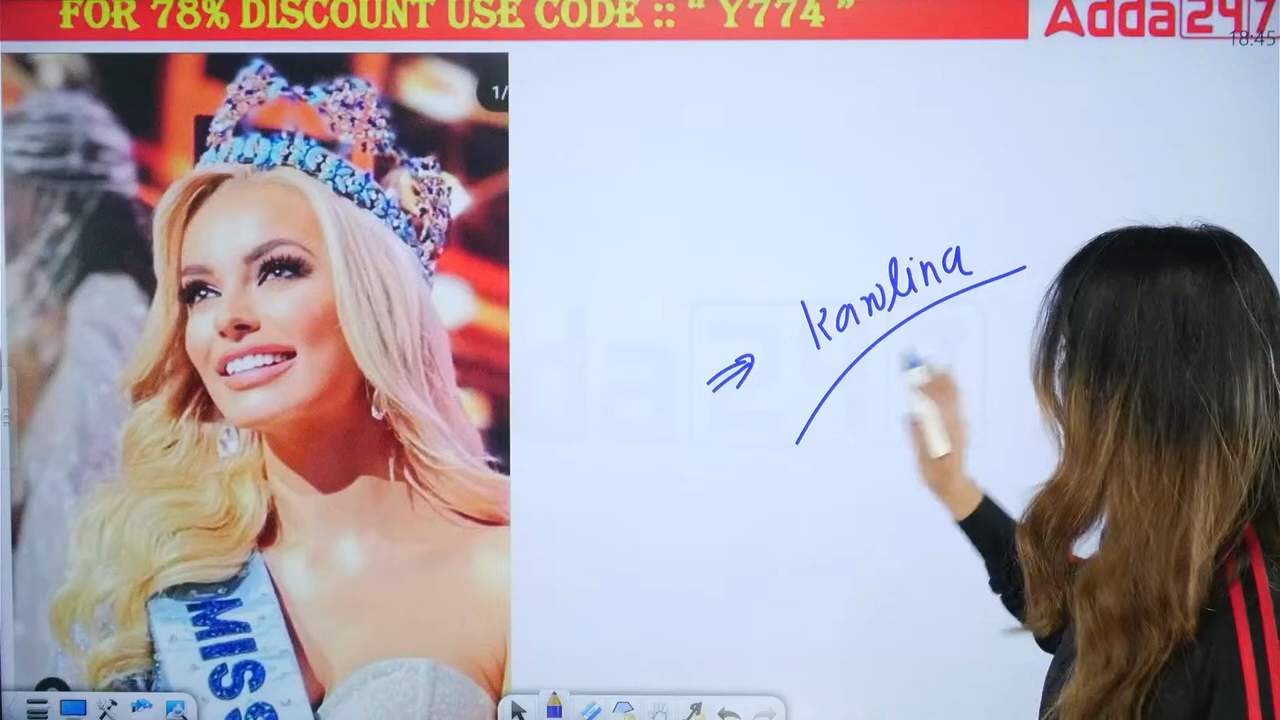 FOR 78% DISCOUNT USE CODE :: “ Y774 ”
Adda247
18:45
1/
karolina
MISS